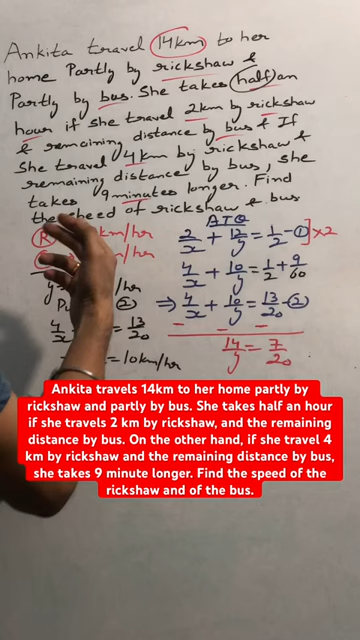 Ankita travel 14km to her
home Partly by rickshaw &
Partly by bus. She takes half an
hour if she travel 2km by rickshaw
& remaining distance by bus & If
She travel 4km by rickshaw &
remaining distance by bus, she
takes 9 minutes longer. Find
the speed of rickshaw & bus
ATQ
R km/hr
km/hr
2/x + 12/y = 1/2 - ① ] ×2
4/x + 10/y = 1/2 + 9/60
⇒ 4/x + 10/y = 13/20 - ②
- - -
14/y = 7/20
y= /hr
Pu ②
4/x = 13/20
= 10km/hr
Ankita travels 14km to her home partly by
rickshaw and partly by bus. She takes half an hour
if she travels 2 km by rickshaw, and the remaining
distance by bus. On the other hand, if she travel 4
km by rickshaw and the remaining distance by bus,
she takes 9 minute longer. Find the speed of the
rickshaw and of the bus.